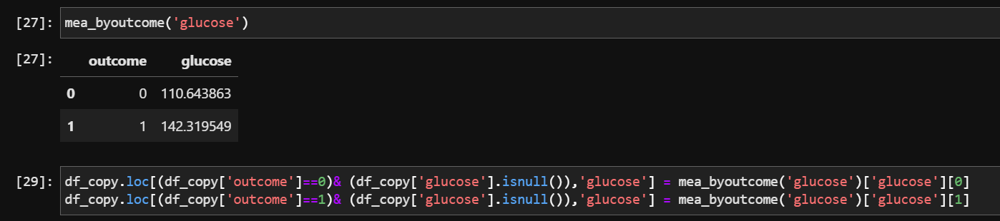 [27]: mea_byoutcome('glucose')
[27]:
outcome glucose
0 0 110.643863
1 1 142.319549
[29]: df_copy.loc[(df_copy['outcome']==0)& (df_copy['glucose'].isnull()),'glucose'] = mea_byoutcome('glucose')['glucose'][0]
df_copy.loc[(df_copy['outcome']==1)& (df_copy['glucose'].isnull()),'glucose'] = mea_byoutcome('glucose')['glucose'][1]